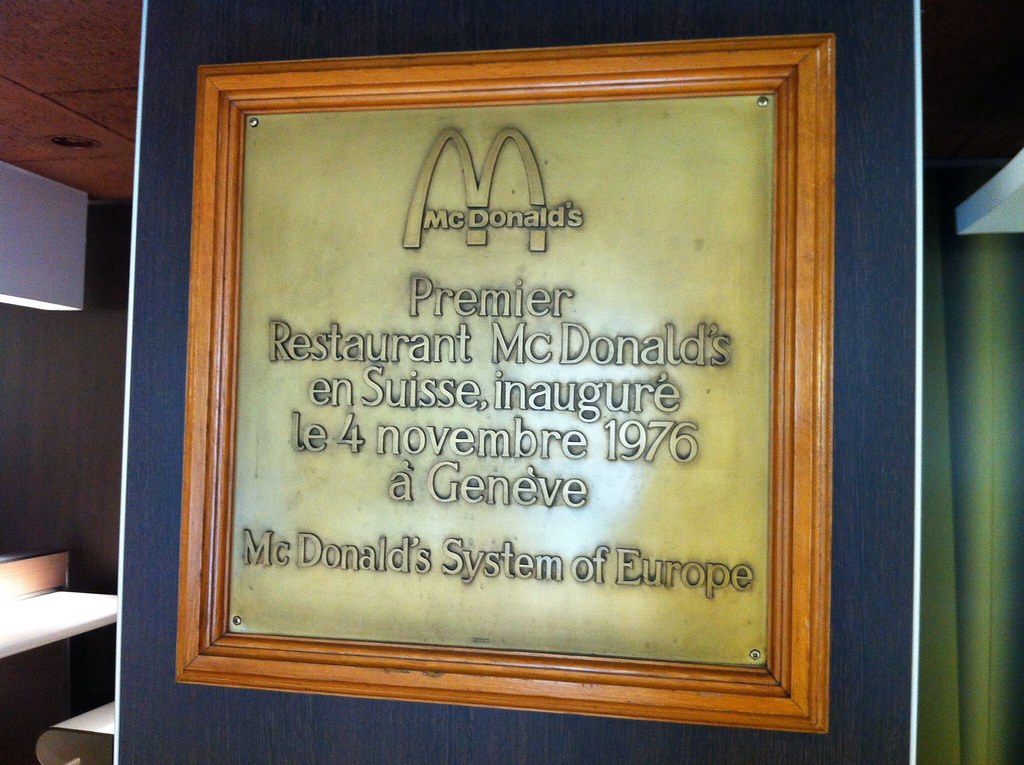 McDonald's
Premier
Restaurant McDonald's
en Suisse, inauguré
le 4 novembre 1976
à Genève
McDonald's System of Europe